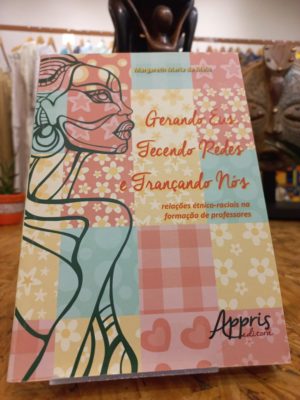 Margareth Maria de Melo
Gerando Eus,
Tecendo Redes
e Trançando Nós
relações étnico-raciais na
formação de professores
Appris
editora